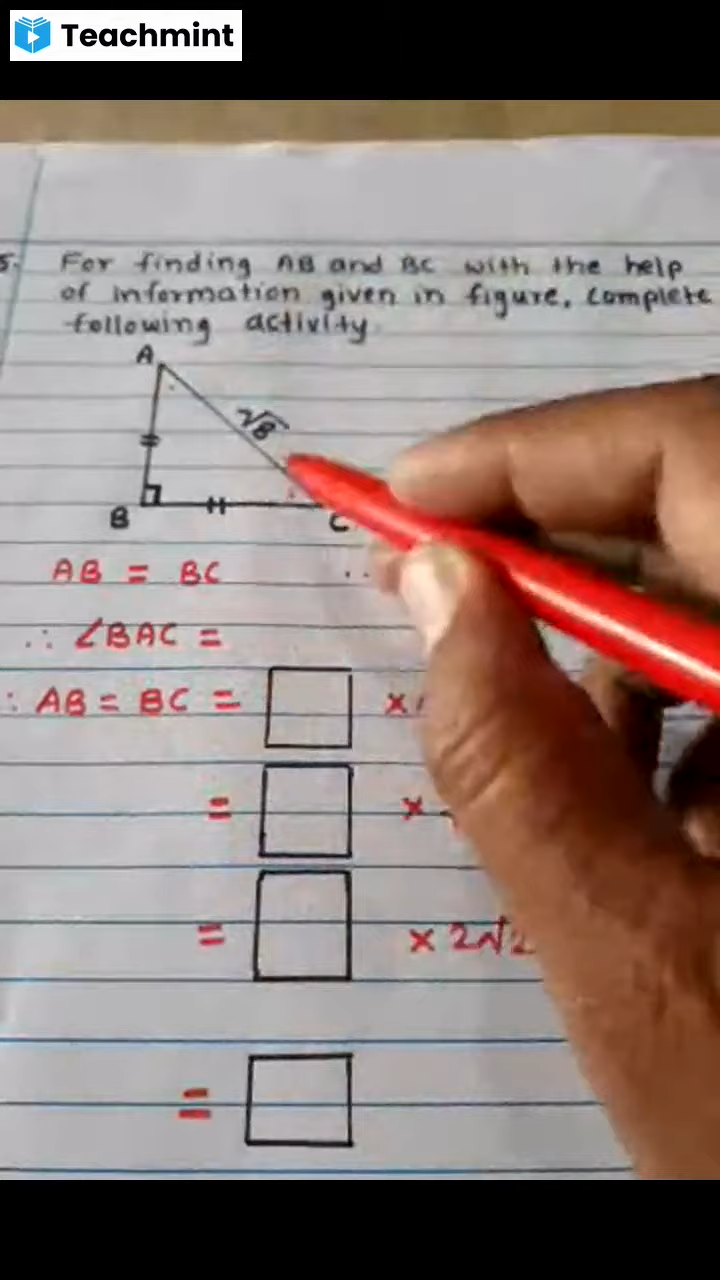 Teachmint
5. For finding AB and BC with the help
of information given in figure, complete
following activity
A
√8
B
C
AB = BC ∴
∴ ∠BAC =
∴ AB = BC = ×
= ×
= × 2√2
=